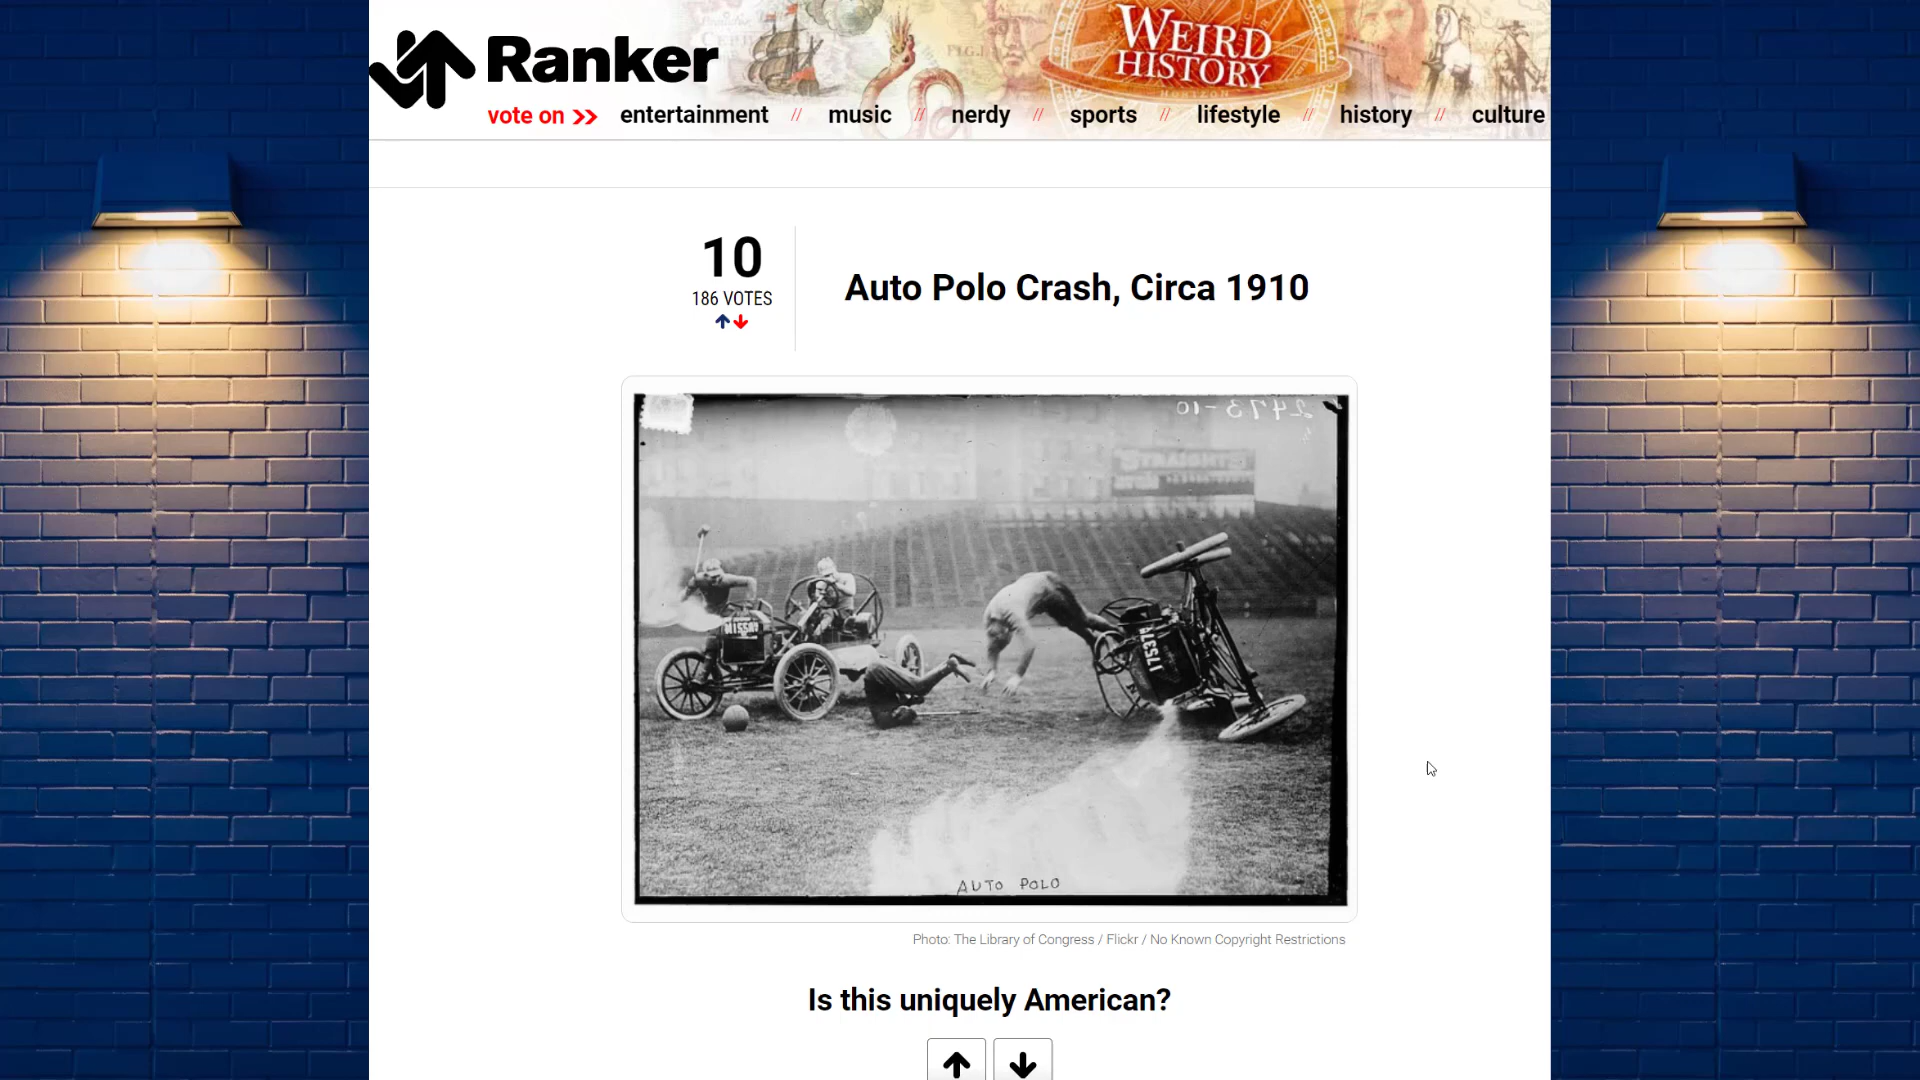 Ranker
WEIRD
HISTORY
vote on >> entertainment // music // nerdy // sports // lifestyle // history // culture
10
186 VOTES
Auto Polo Crash, Circa 1910
2473-10
STRAIGHT
17537
AUTO POLO
Photo: The Library of Congress / Flickr / No Known Copyright Restrictions
Is this uniquely American?